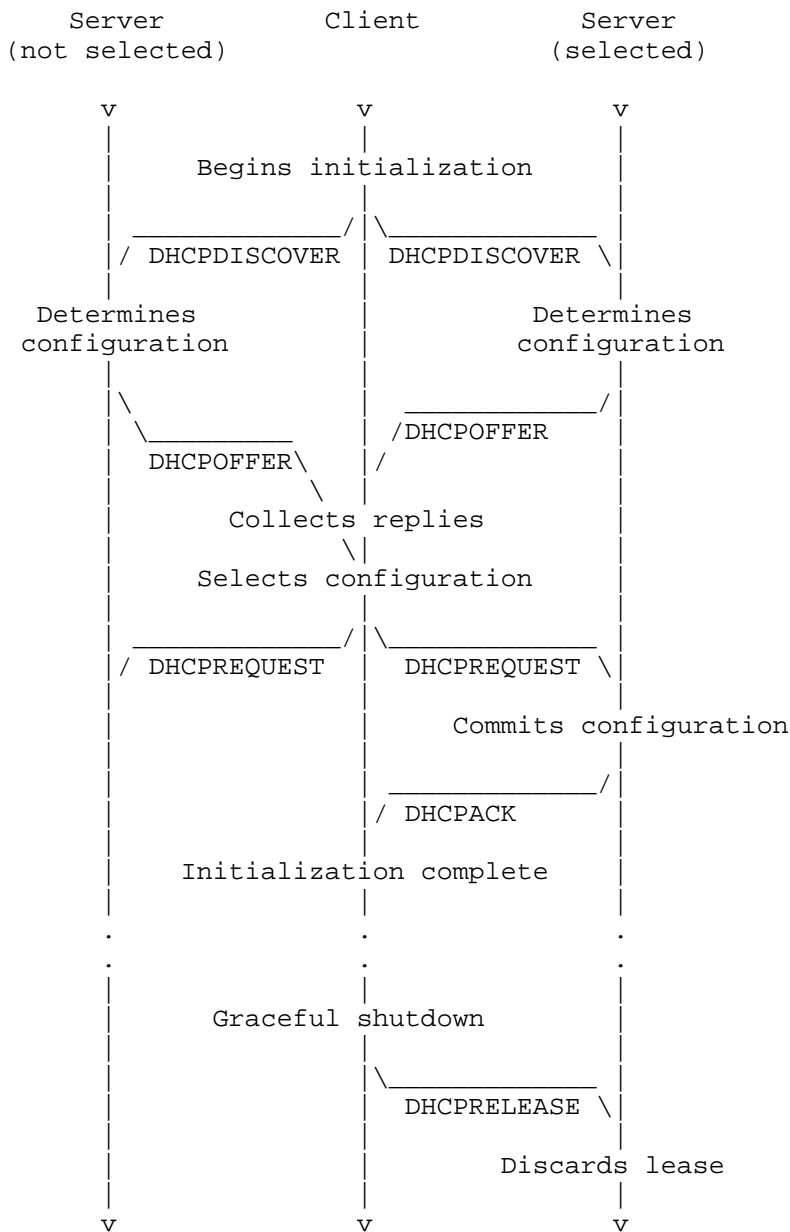 Server Client Server
(not selected) (selected)
v v v
Begins initialization
DHCPDISCOVER DHCPDISCOVER
Determines Determines
configuration configuration
DHCPOFFER
DHCPOFFER
Collects replies
Selects configuration
DHCPREQUEST DHCPREQUEST
Commits configuration
DHCPACK
Initialization complete
. . .
. . .
Graceful shutdown
DHCPRELEASE
Discards lease
v v v